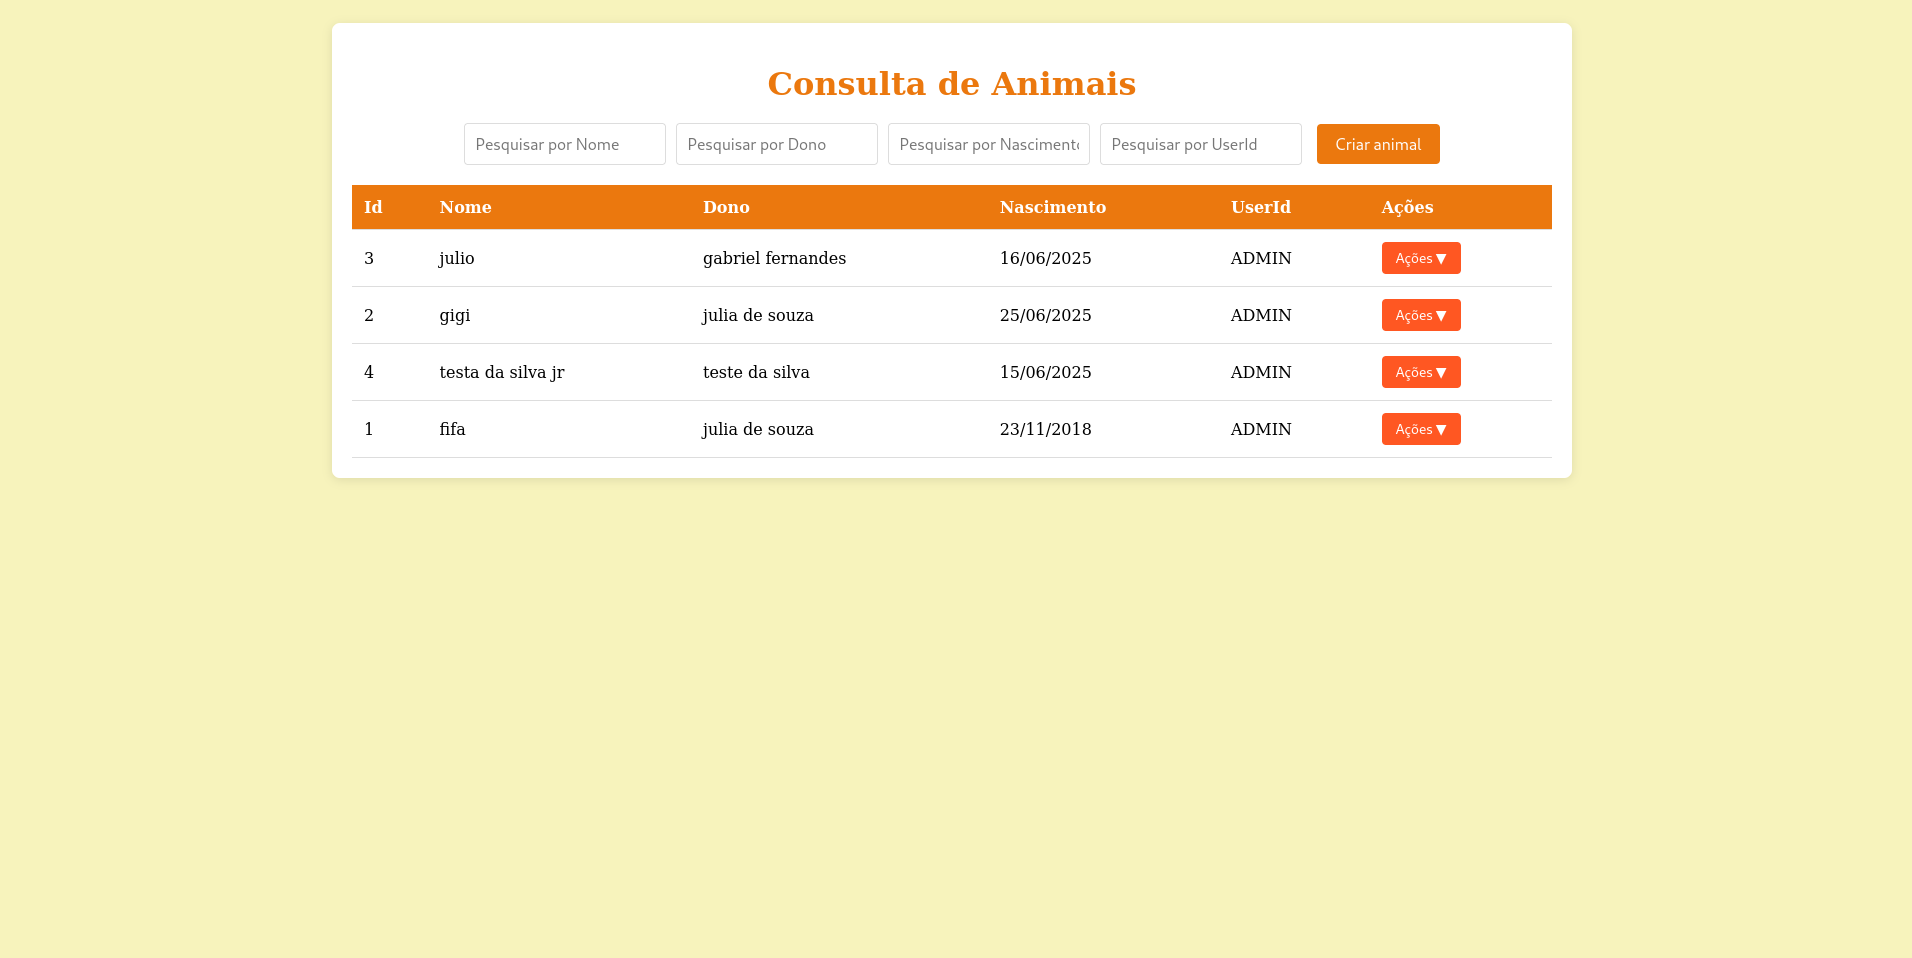 Consulta de Animais
Pesquisar por Nome Pesquisar por Dono Pesquisar por Nasciment Pesquisar por UserId Criar animal
Id Nome Dono Nascimento UserId Ações
3 julio gabriel fernandes 16/06/2025 ADMIN Ações ▼
2 gigi julia de souza 25/06/2025 ADMIN Ações ▼
4 testa da silva jr teste da silva 15/06/2025 ADMIN Ações ▼
1 fifa julia de souza 23/11/2018 ADMIN Ações ▼